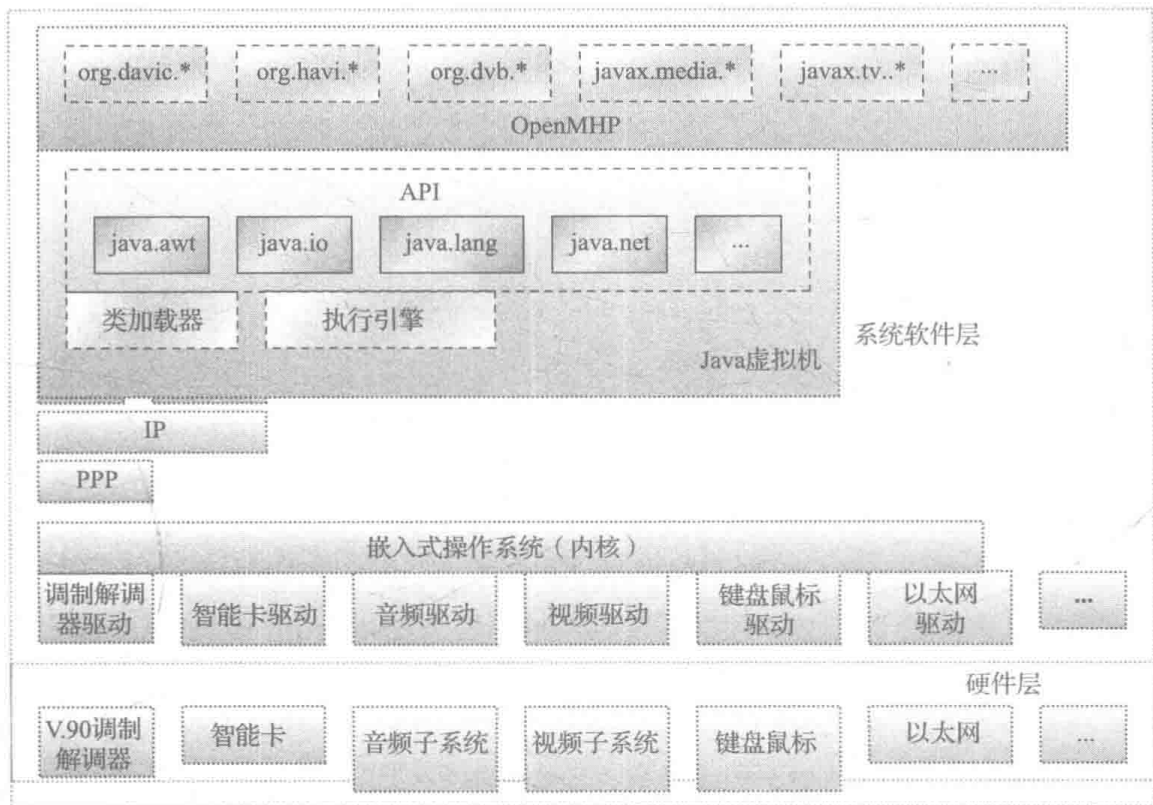 org.davic.* org.havi.* org.dvb.* javax.media.* javax.tv..* ...
OpenMHP
API
java.awt java.io java.lang java.net ...
类加载器 执行引擎
Java虚拟机
系统软件层
IP
PPP
嵌入式操作系统（内核）
调制解调
器驱动
智能卡驱动
音频驱动
视频驱动
键盘鼠标
驱动
以太网
驱动
...
硬件层
V.90调制
解调器
智能卡
音频子系统
视频子系统
键盘鼠标
以太网
...